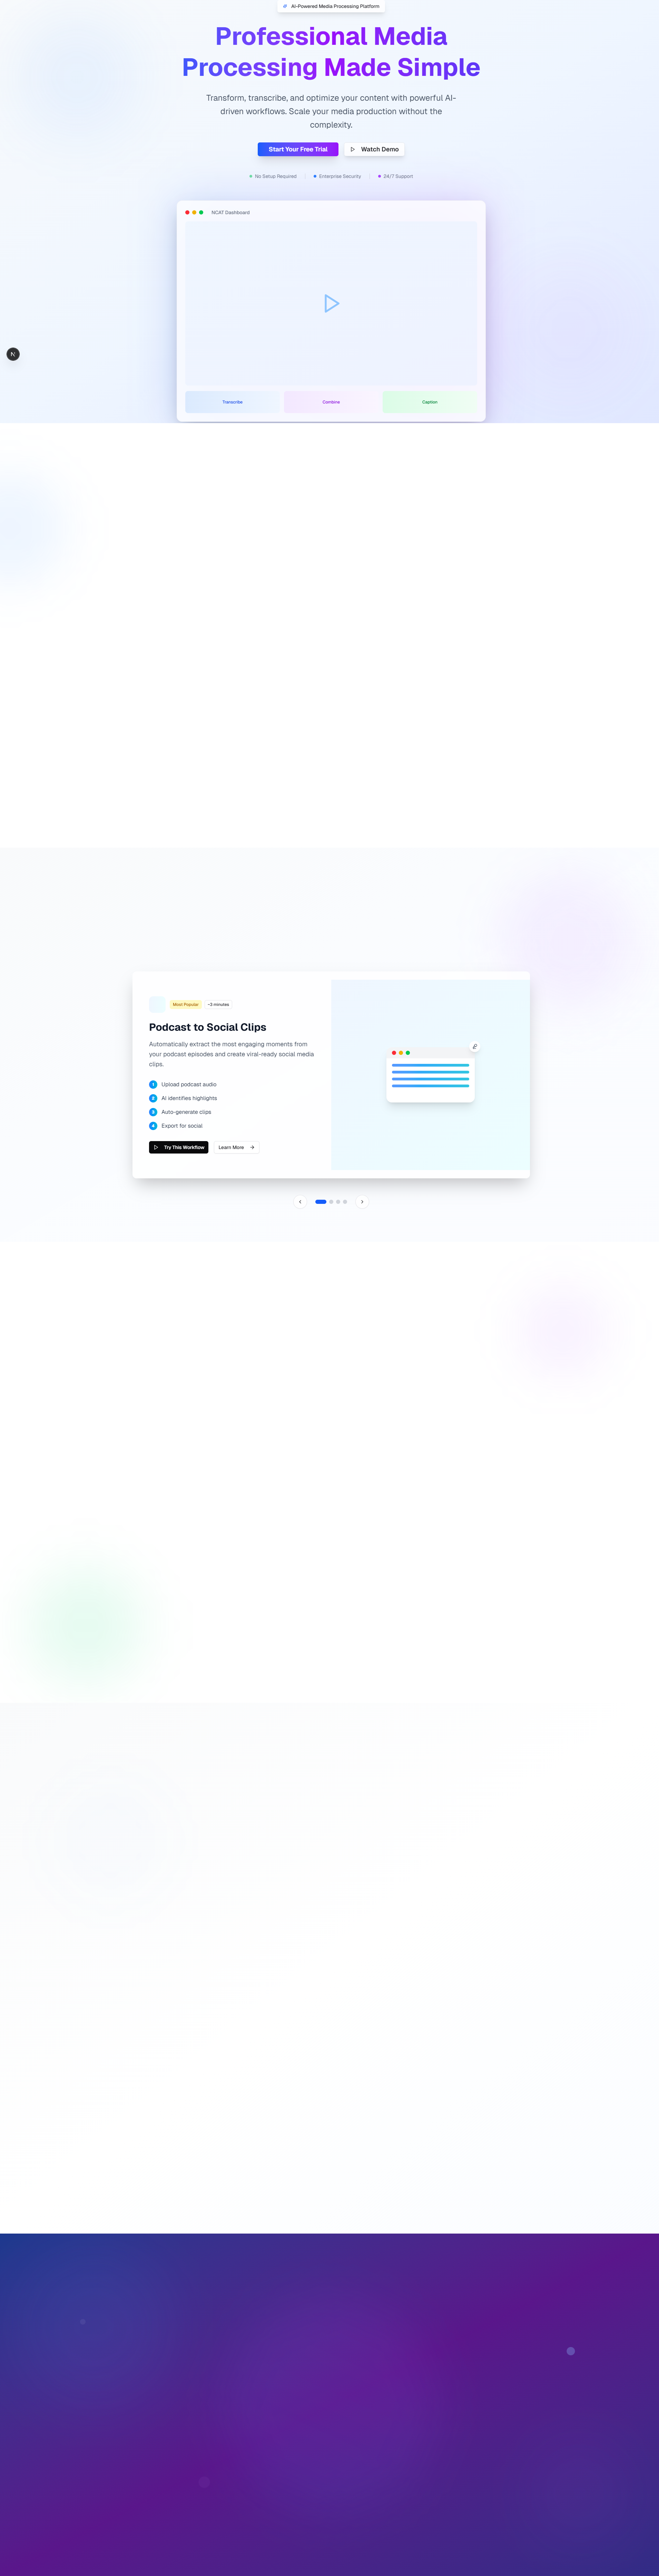 AI-Powered Media Processing Platform
Professional Media
Processing Made Simple
Transform, transcribe, and optimize your content with powerful AI-
driven workflows. Scale your media production without the
complexity.
Start Your Free Trial
Watch Demo
No Setup Required
Enterprise Security
24/7 Support
NCAT Dashboard
N
Transcribe
Combine
Caption
Most Popular
~3 minutes
Podcast to Social Clips
Automatically extract the most engaging moments from
your podcast episodes and create viral-ready social media
clips.
1 Upload podcast audio
2 AI identifies highlights
3 Auto-generate clips
4 Export for social
Try This Workflow
Learn More